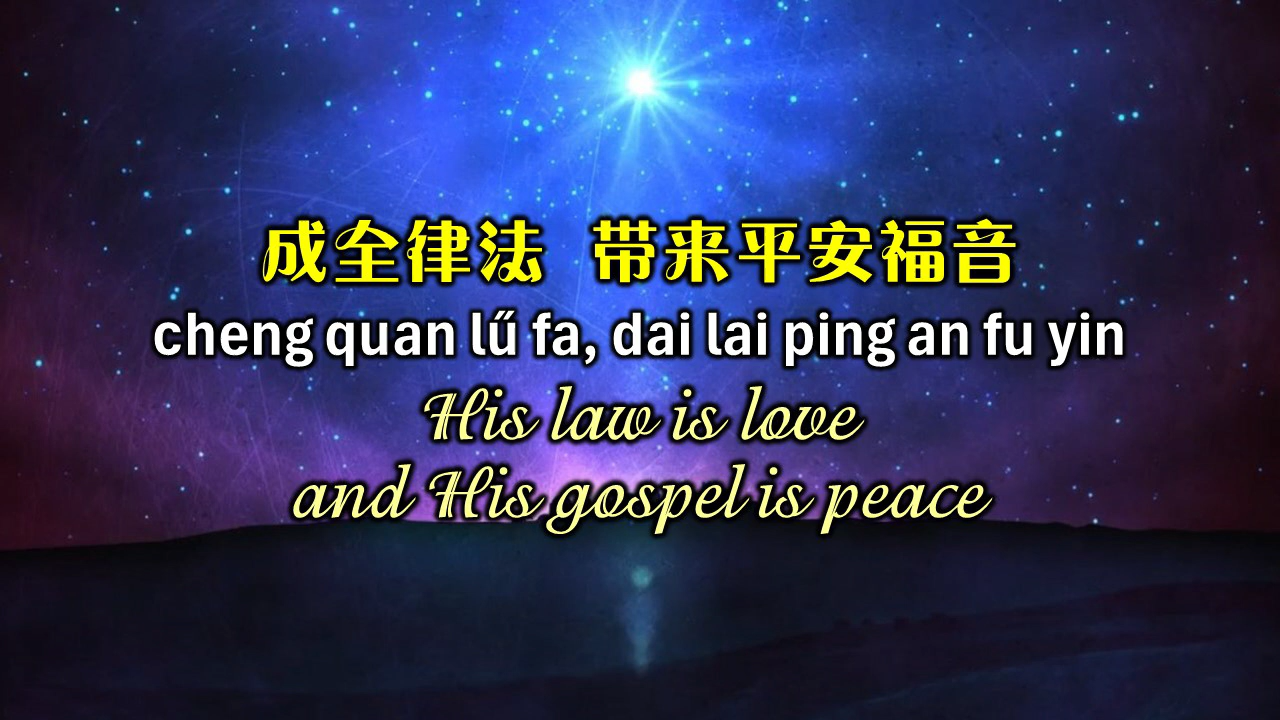 成全律法 带来平安福音
cheng quan lű fa, dai lai ping an fu yin
His law is love
and His gospel is peace